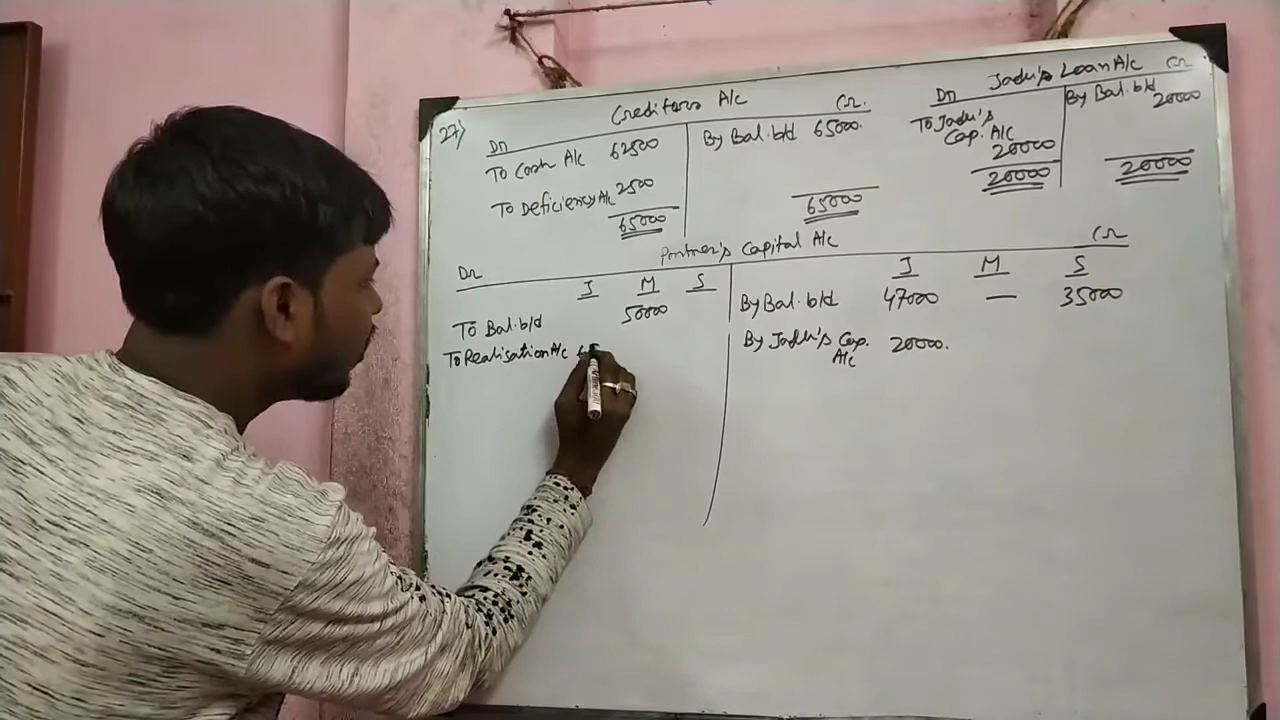 27)
Creditors A/c
Dr
Cr.
To Cash A/c 62500
By Bal. b/d 65000.
To Deficiency A/c 2500
65000
65000
Jadu's Loan A/c
Dr
Cr
To Jadu's Cap. A/c
20000
By Bal. b/d
20000
20000
20000
Partner's Capital A/c
Dr
Cr
J M S
J M S
To Bal. b/d 50000
By Bal. b/d 47000 — 35000
To Realisation A/c
By Jadu's Cap. A/c 20000.